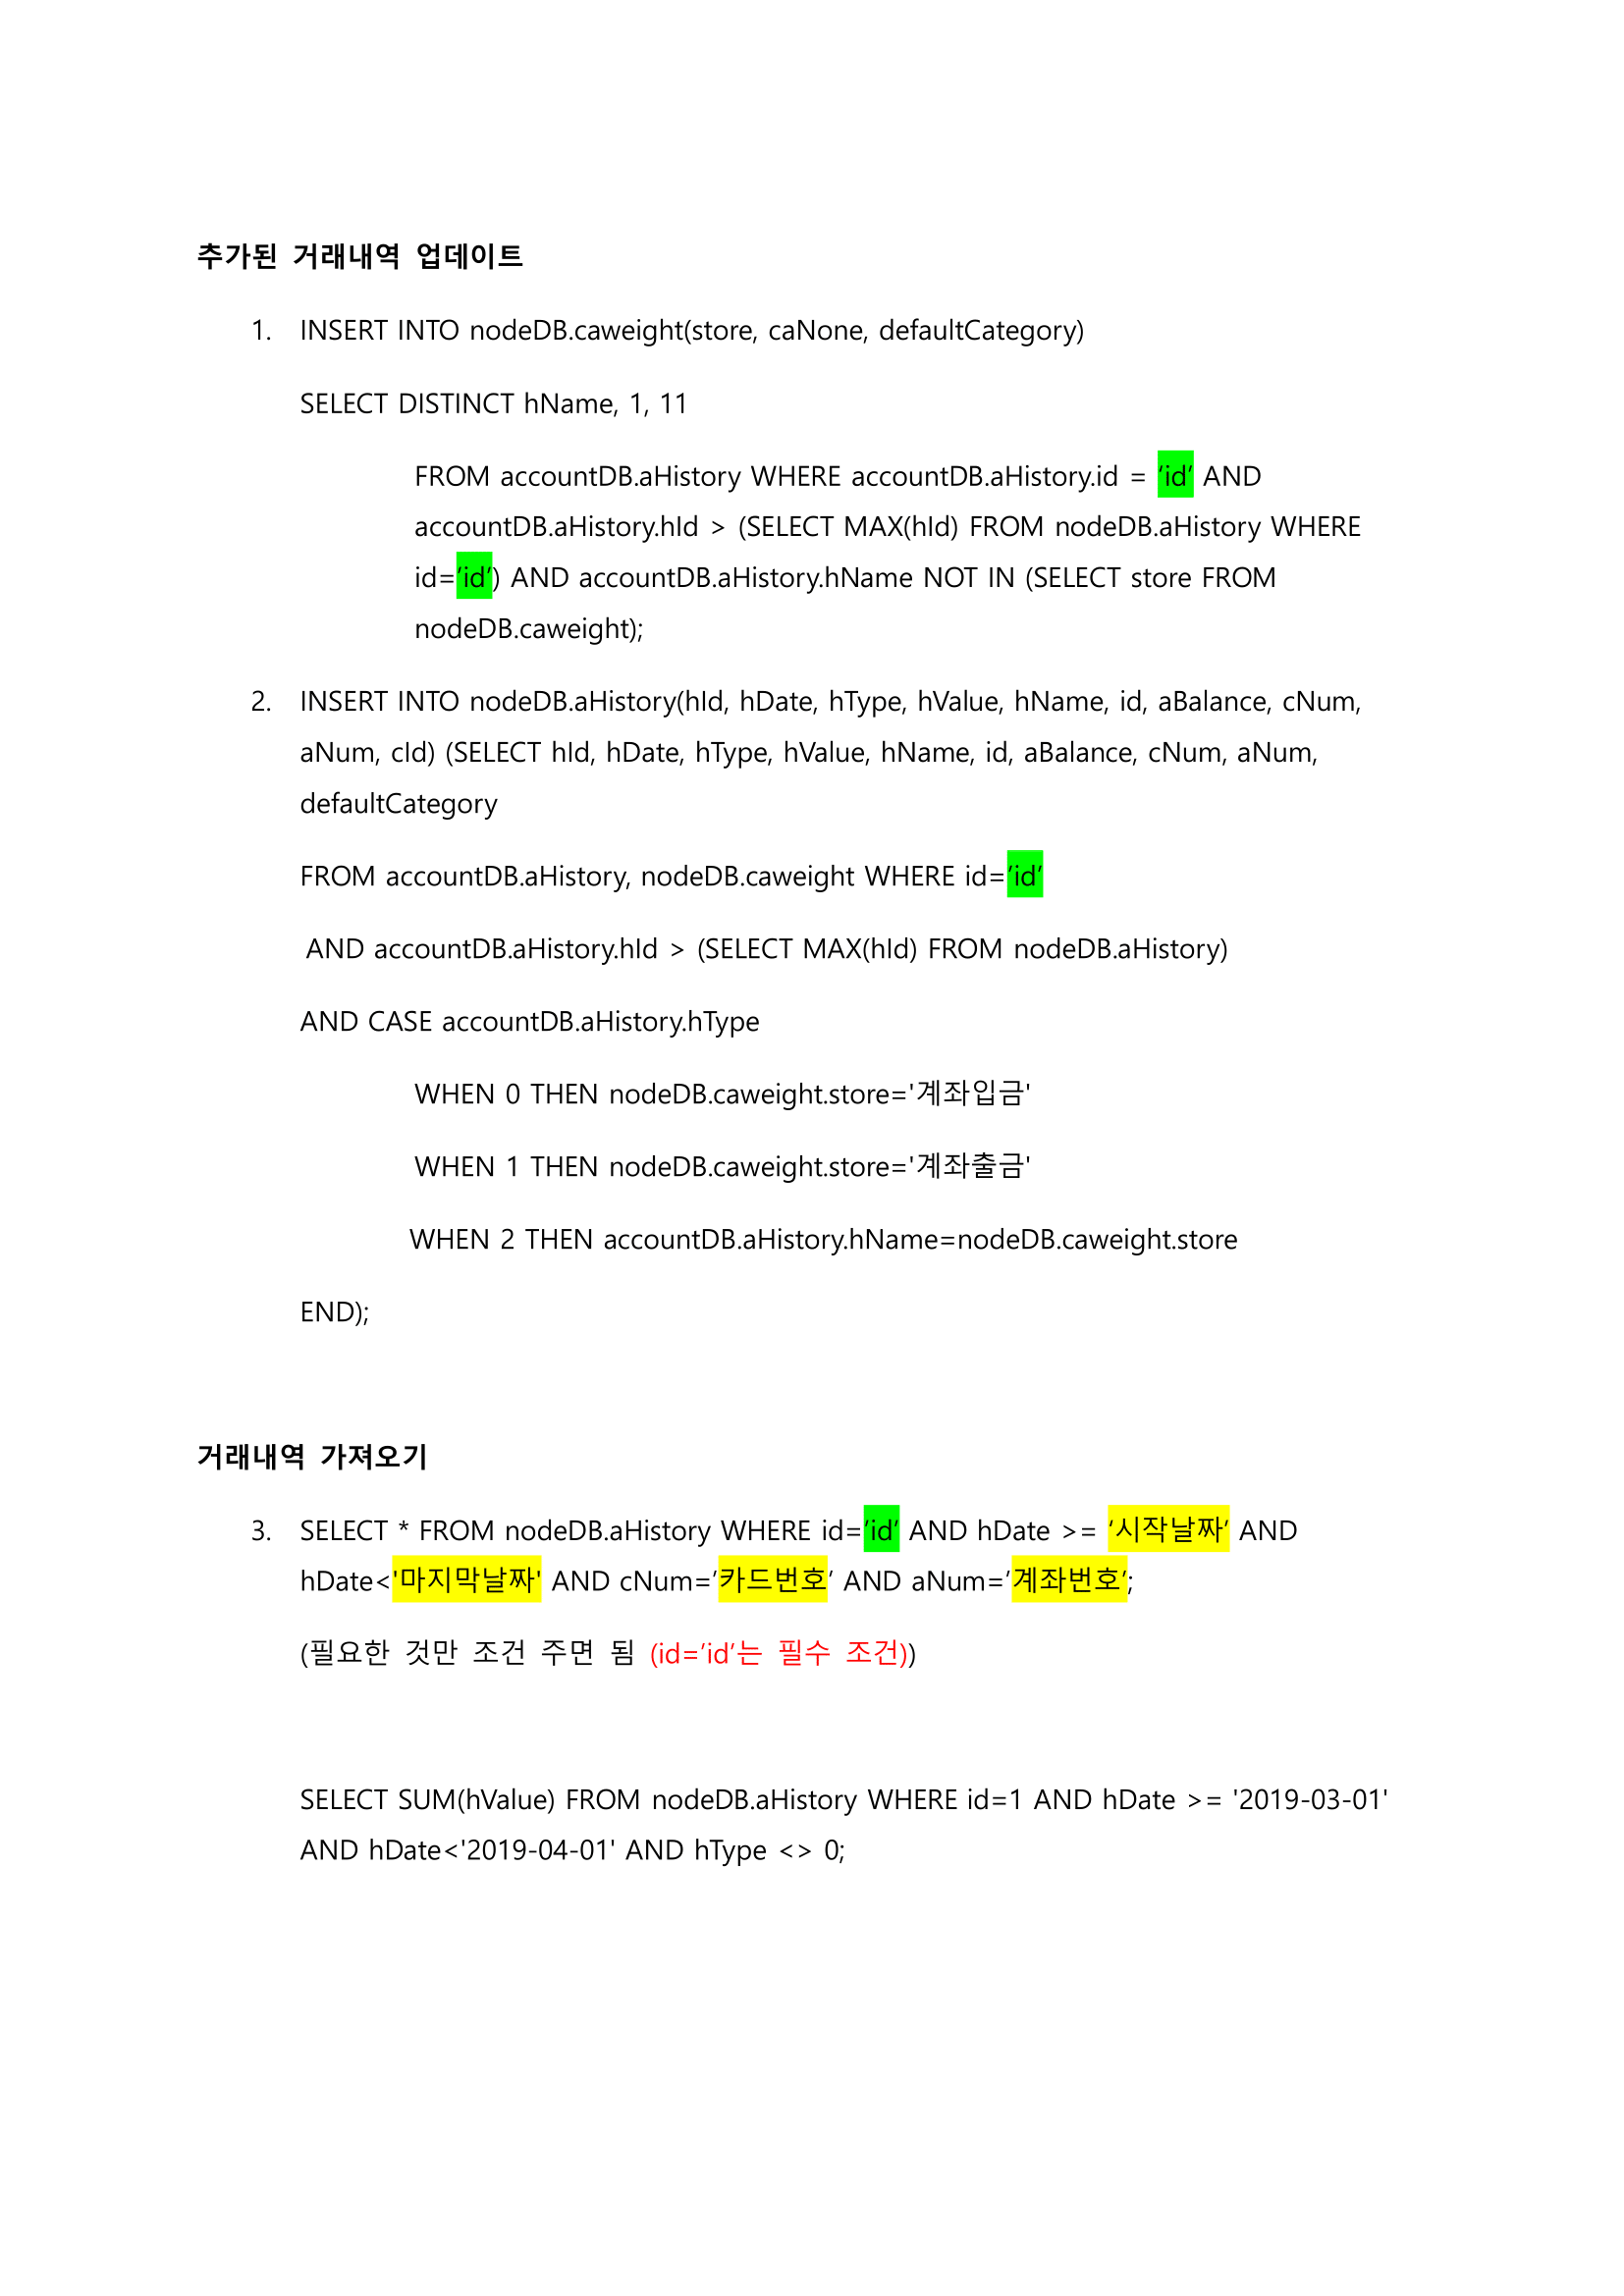 추가된 거래내역 업데이트
1. INSERT INTO nodeDB.caweight(store, caNone, defaultCategory)
SELECT DISTINCT hName, 1, 11
FROM accountDB.aHistory WHERE accountDB.aHistory.id = ‘id’ AND
accountDB.aHistory.hId > (SELECT MAX(hId) FROM nodeDB.aHistory WHERE
id=’id’) AND accountDB.aHistory.hName NOT IN (SELECT store FROM
nodeDB.caweight);
2. INSERT INTO nodeDB.aHistory(hId, hDate, hType, hValue, hName, id, aBalance, cNum,
aNum, cId) (SELECT hId, hDate, hType, hValue, hName, id, aBalance, cNum, aNum,
defaultCategory
FROM accountDB.aHistory, nodeDB.caweight WHERE id=’id’
AND accountDB.aHistory.hId > (SELECT MAX(hId) FROM nodeDB.aHistory)
AND CASE accountDB.aHistory.hType
WHEN 0 THEN nodeDB.caweight.store='계좌입금'
WHEN 1 THEN nodeDB.caweight.store='계좌출금'
WHEN 2 THEN accountDB.aHistory.hName=nodeDB.caweight.store
END);
거래내역 가져오기
3. SELECT * FROM nodeDB.aHistory WHERE id=’id’ AND hDate >= ‘시작날짜’ AND
hDate<'마지막날짜' AND cNum=’카드번호’ AND aNum=’계좌번호’;
(필요한 것만 조건 주면 됨 (id=’id’는 필수 조건))
SELECT SUM(hValue) FROM nodeDB.aHistory WHERE id=1 AND hDate >= '2019-03-01'
AND hDate<'2019-04-01' AND hType <> 0;